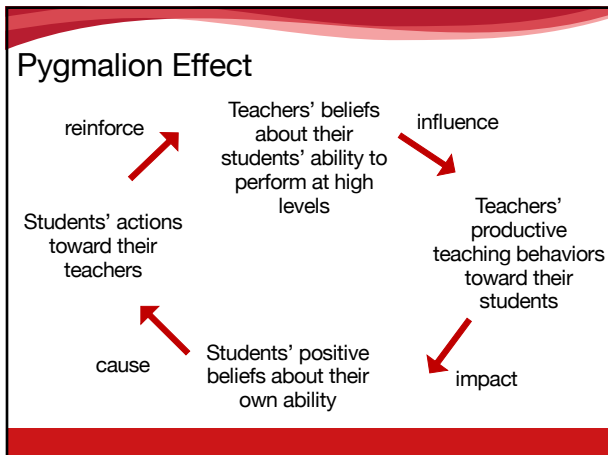 Pygmalion Effect
Teachers’ beliefs
about their
students’ ability to
perform at high
levels
influence
Teachers’
productive
teaching behaviors
toward their
students
impact
Students’ positive
beliefs about their
own ability
cause
Students’ actions
toward their
teachers
reinforce